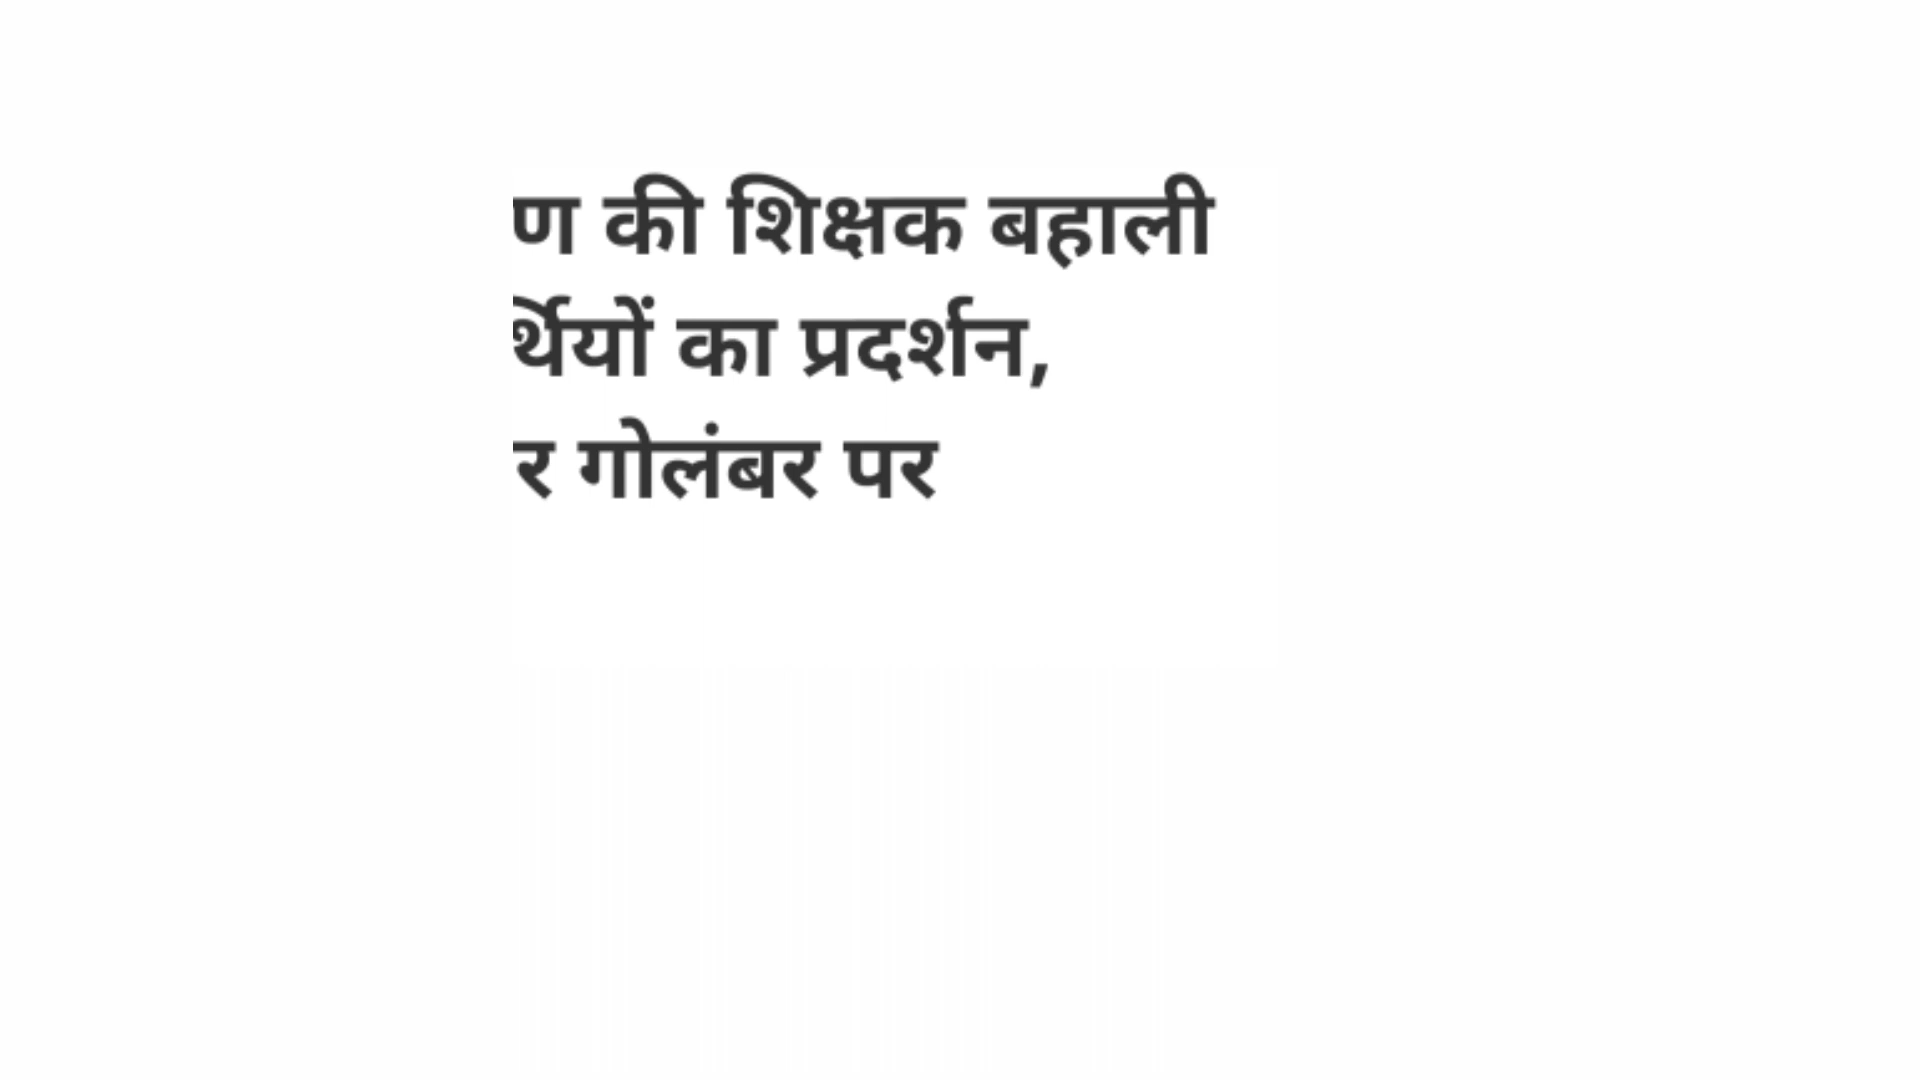 ण की शिक्षक बहाली
र्थियों का प्रदर्शन,
र गोलंबर पर